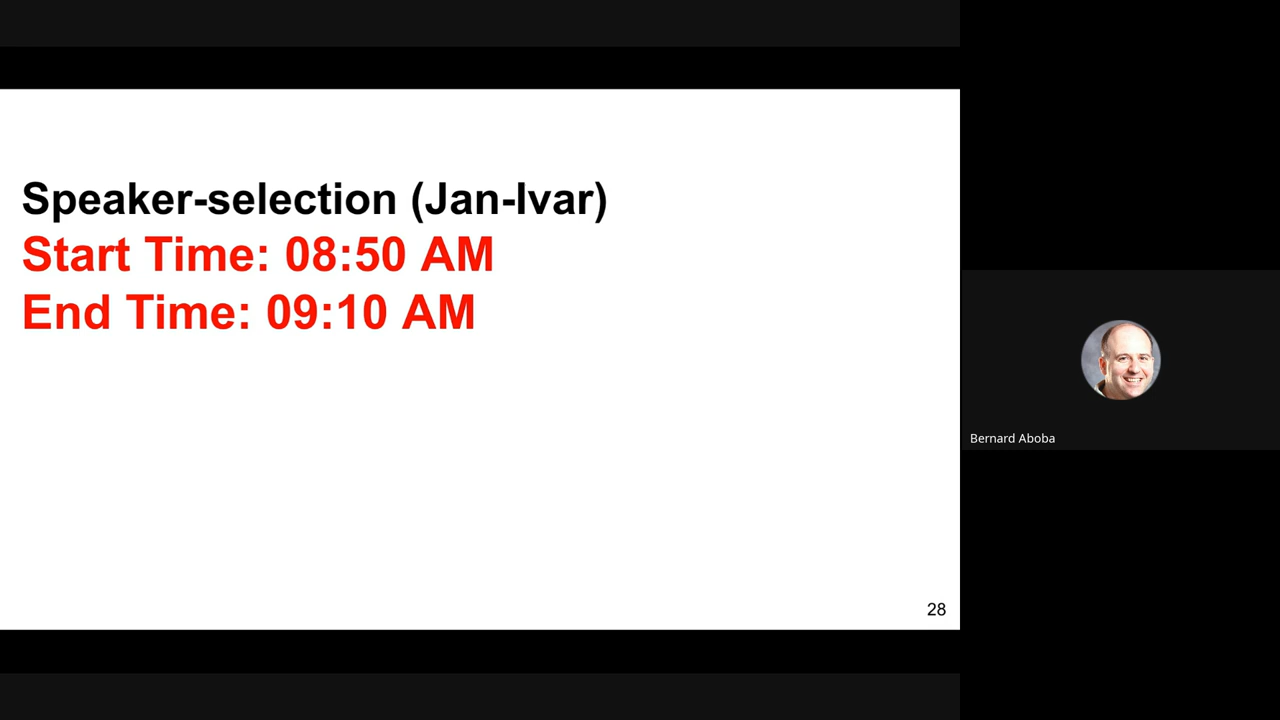 Speaker-selection (Jan-Ivar)
Start Time: 08:50 AM
End Time: 09:10 AM
28
Bernard Aboba